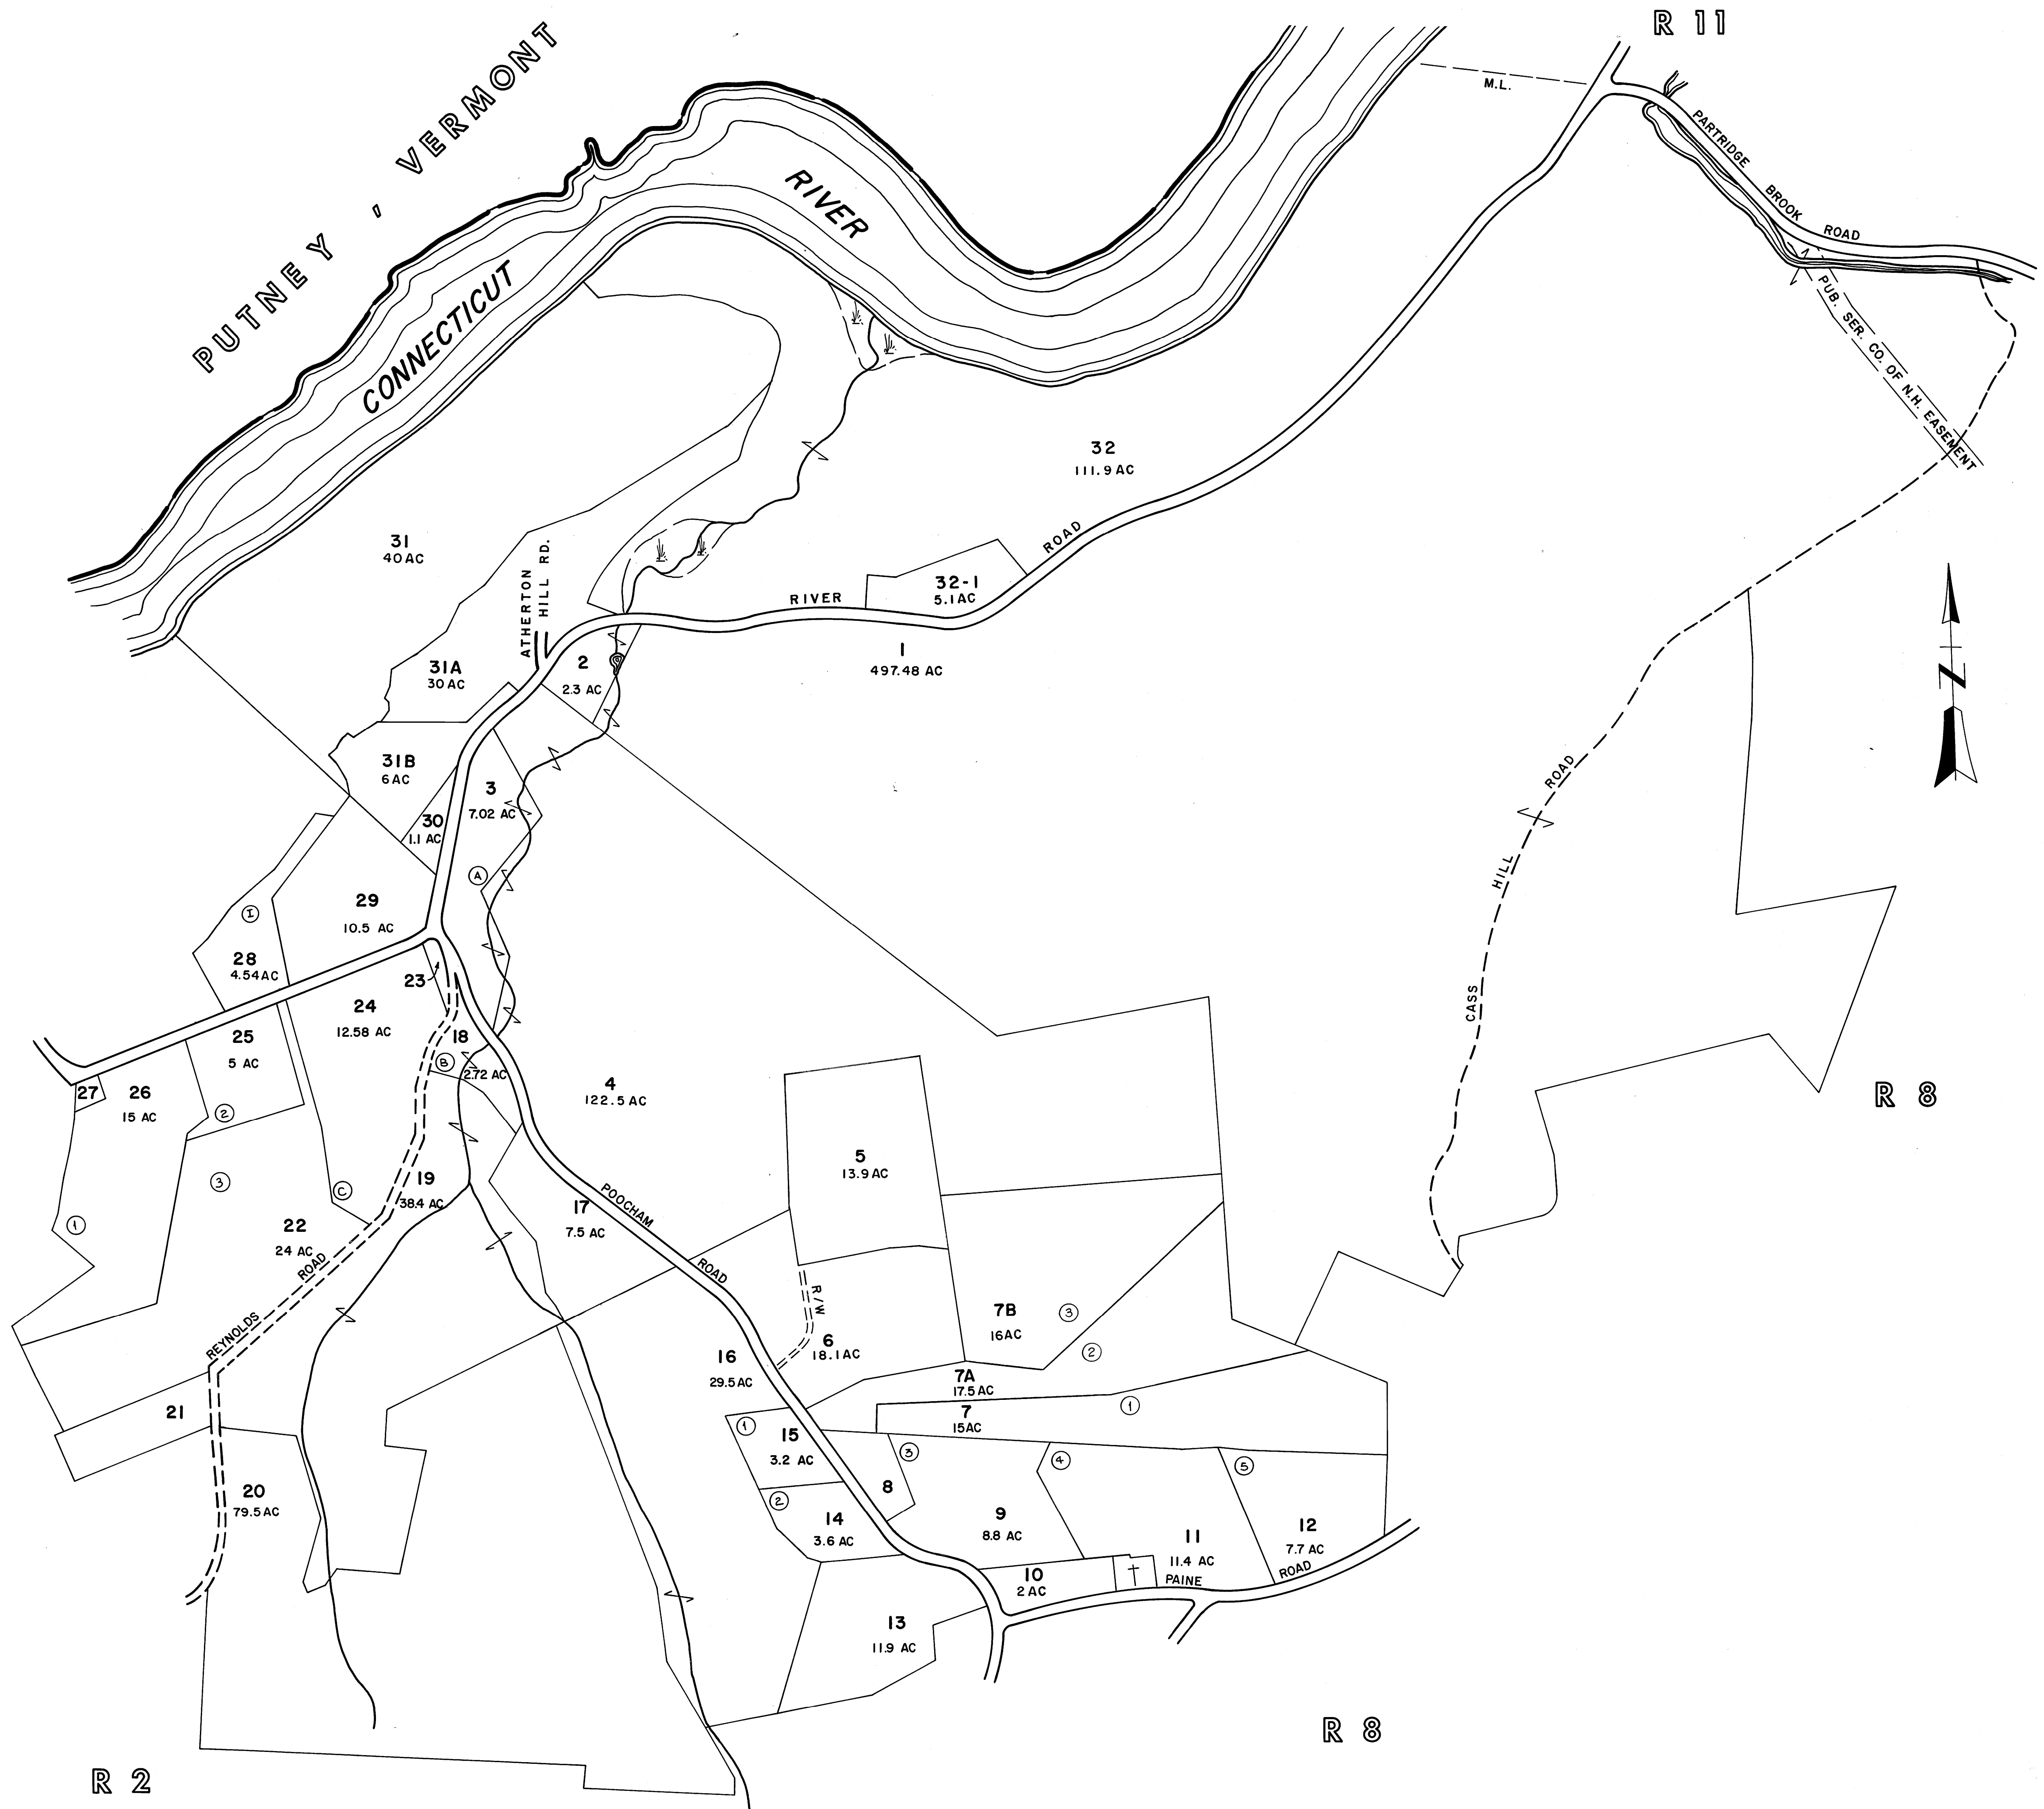 R 11
PUTNEY, VERMONT
M.L.
PARTRIDGE BROOK ROAD
RIVER
CONNECTICUT
PUB. SER. CO. OF N.H. EASEMENT
32
111.9 AC
31
40 AC
ATHERTON
HILL RD.
ROAD
32-1
5.1 AC
RIVER
1
497.48 AC
2
2.3 AC
31A
30 AC
N
31B
6 AC
3
7.02 AC
30
1.1 AC
A
ROAD
HILL
CASS
29
10.5 AC
I
28
4.54 AC
23
24
12.58 AC
25
5 AC
18
B
2.72 AC
27
26
15 AC
2
4
122.5 AC
R 8
5
13.9 AC
3
C
19
38.4 AC
1
22
24 AC
17
7.5 AC
POOCHAM
ROAD
REYNOLDS
ROAD
R/W
7B
16 AC
3
6
18.1 AC
2
16
29.5 AC
7A
17.5 AC
1
7
15 AC
21
1
15
3.2 AC
3
4
5
8
2
20
79.5 AC
14
3.6 AC
9
8.8 AC
11
11.4 AC
12
7.7 AC
10
2 AC
PAINE
ROAD
13
11.9 AC
R 8
R 2